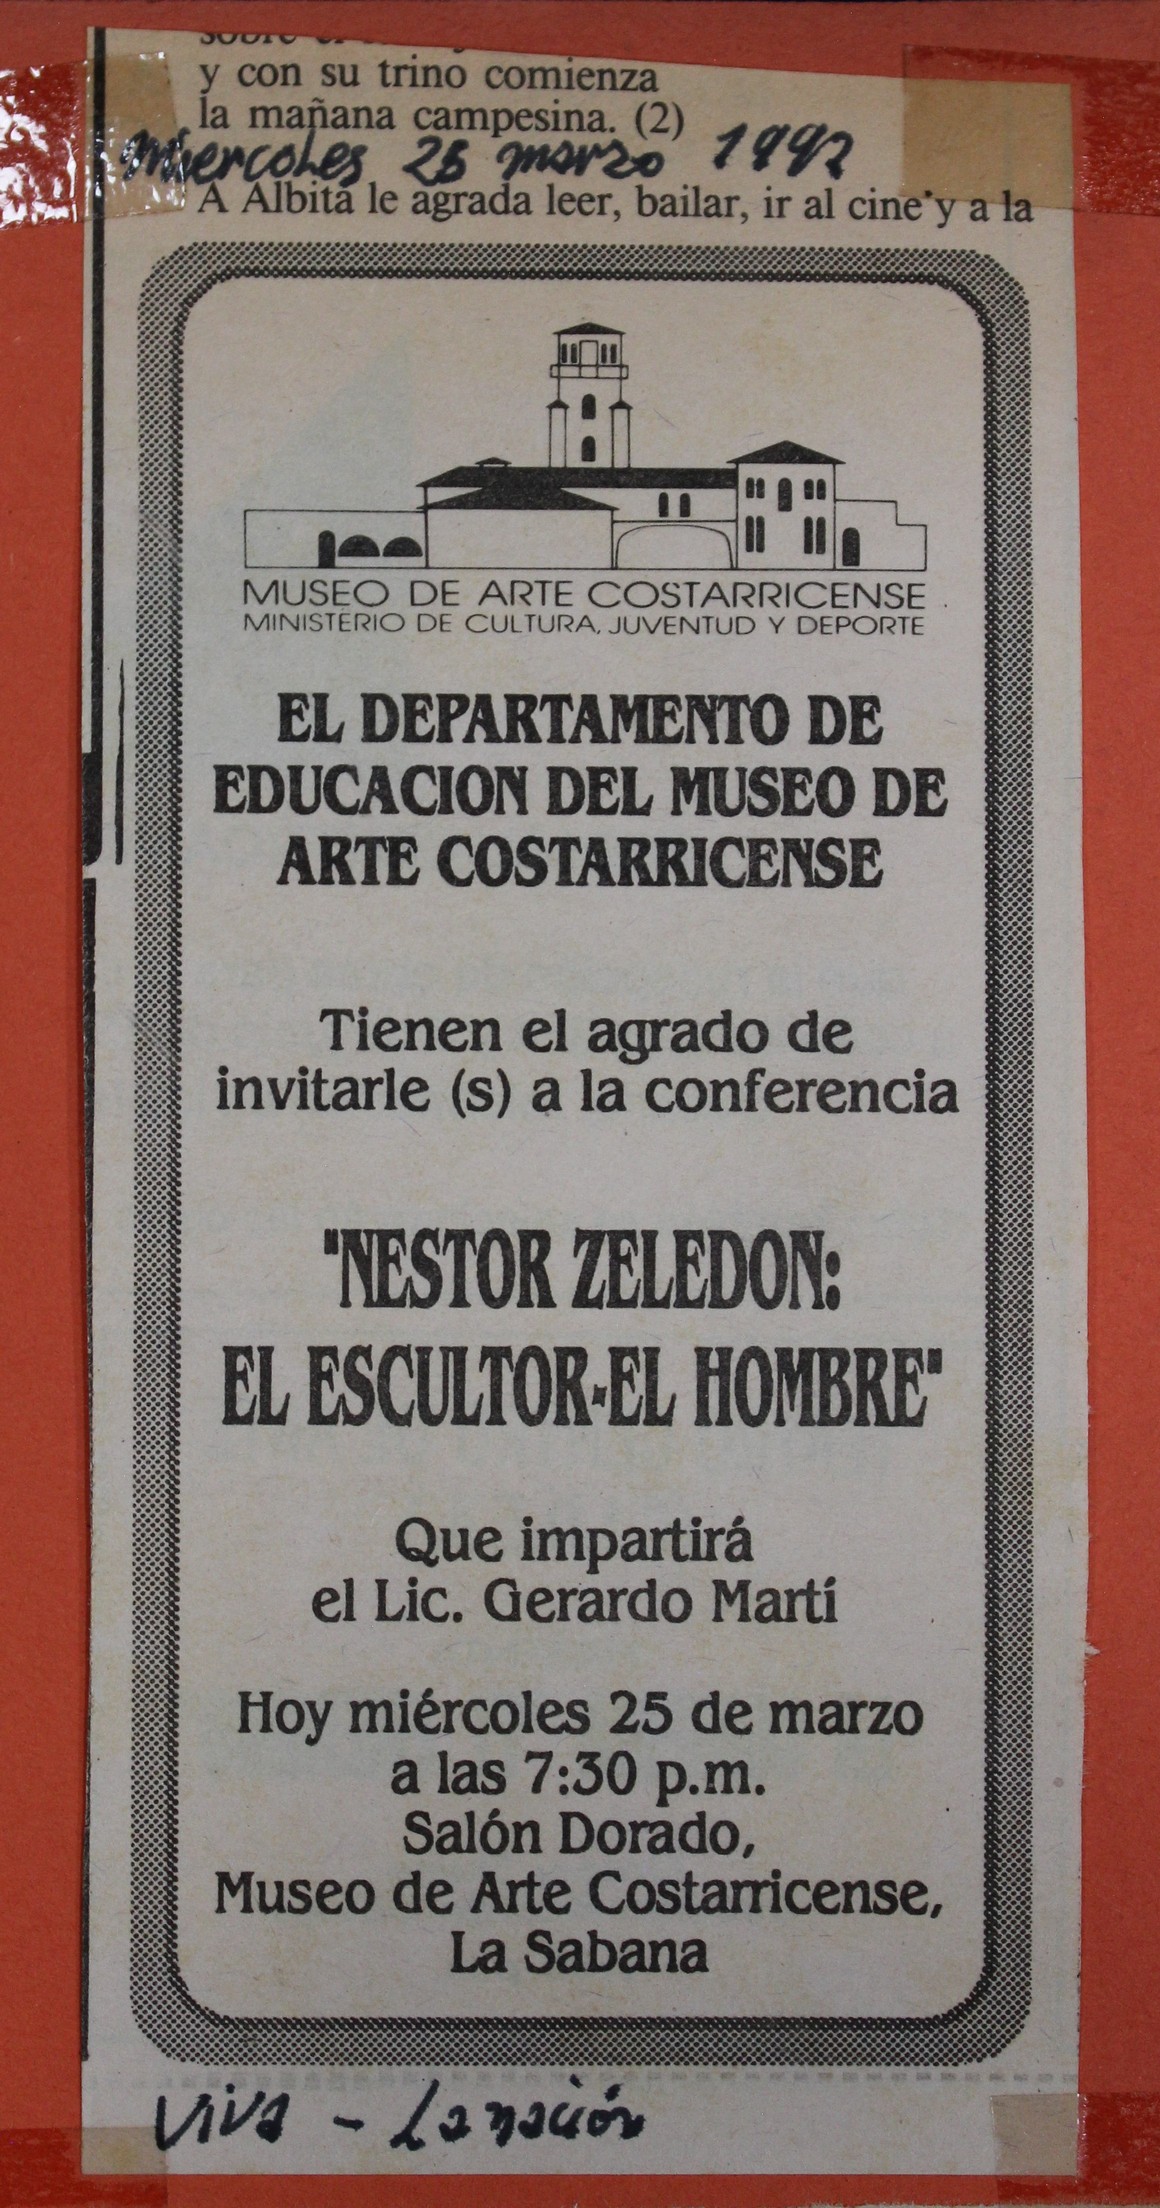 y con su trino comienza
la mañana campesina. (2)
Miercoles 25 marzo 1992
A Albita le agrada leer, bailar, ir al cine y a la
MUSEO DE ARTE COSTARRICENSE
MINISTERIO DE CULTURA, JUVENTUD Y DEPORTE
EL DEPARTAMENTO DE
EDUCACION DEL MUSEO DE
ARTE COSTARRICENSE
Tienen el agrado de
invitarle (s) a la conferencia
"NESTOR ZELEDON:
EL ESCULTOR-EL HOMBRE"
Que impartirá
el Lic. Gerardo Martí
Hoy miércoles 25 de marzo
a las 7:30 p.m.
Salón Dorado,
Museo de Arte Costarricense,
La Sabana
Viva - La nación